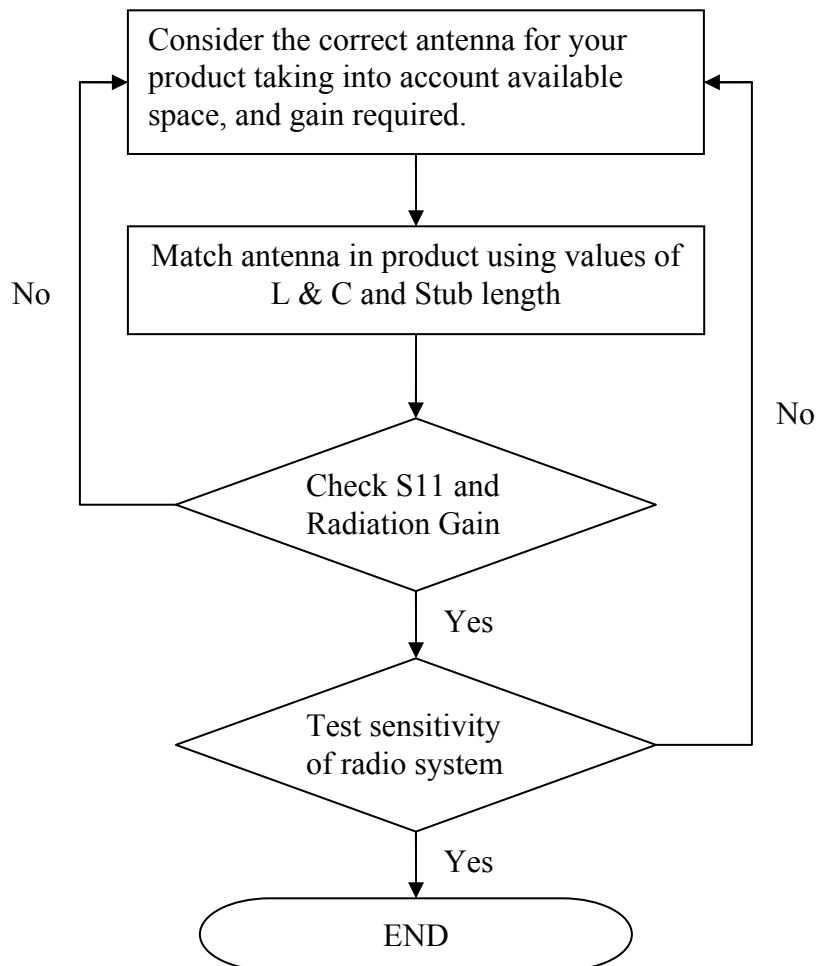 Consider the correct antenna for your
product taking into account available
space, and gain required.
Match antenna in product using values of
L & C and Stub length
No
Check S11 and
Radiation Gain
No
Yes
Test sensitivity
of radio system
Yes
END